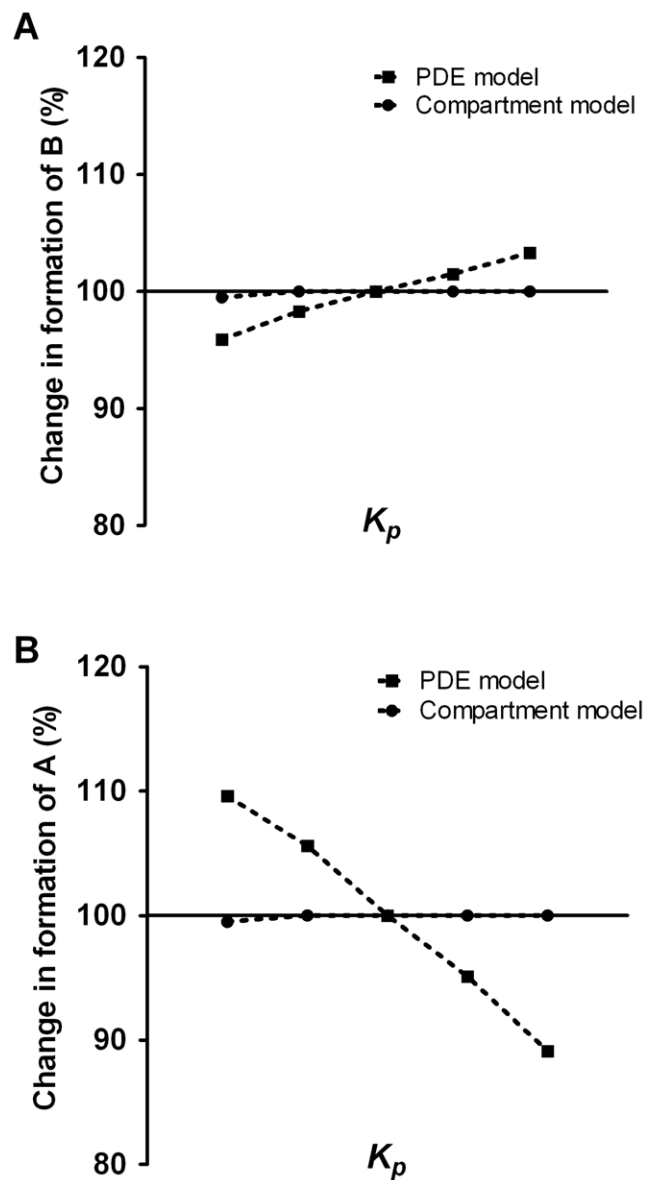 A
Change in formation of B (%)
120
110
100
90
80
PDE model
Compartment model
Kp
B
Change in formation of A (%)
120
110
100
90
80
PDE model
Compartment model
Kp